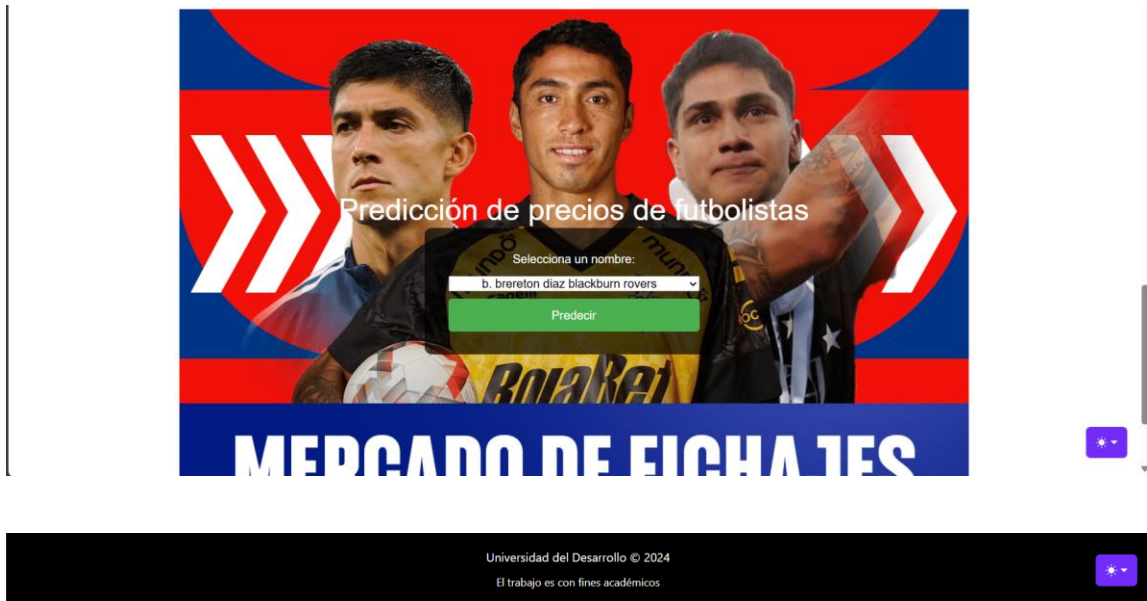 Predicción de precios de futbolistas
Selecciona un nombre:
b. brereton diaz blackburn rovers
Predecir
MERCADO DE FICHAJES
Universidad del Desarrollo © 2024
El trabajo es con fines académicos